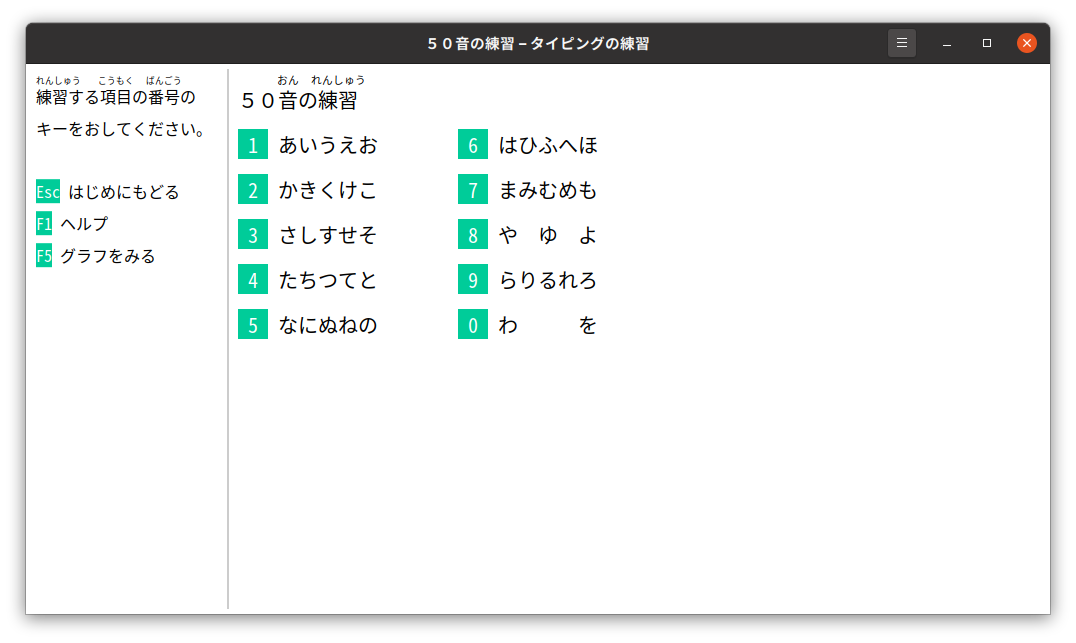 ５０音の練習 – タイピングの練習
れんしゅう こうもく ばんごう
練習する項目の番号の
キーをおしてください。
Esc はじめにもどる
F1 ヘルプ
F5 グラフをみる
おん れんしゅう
５０音の練習
1 あいうえお
2 かきくけこ
3 さしすせそ
4 たちつてと
5 なにぬねの
6 はひふへほ
7 まみむめも
8 や　ゆ　よ
9 らりるれろ
0 わ　　　を